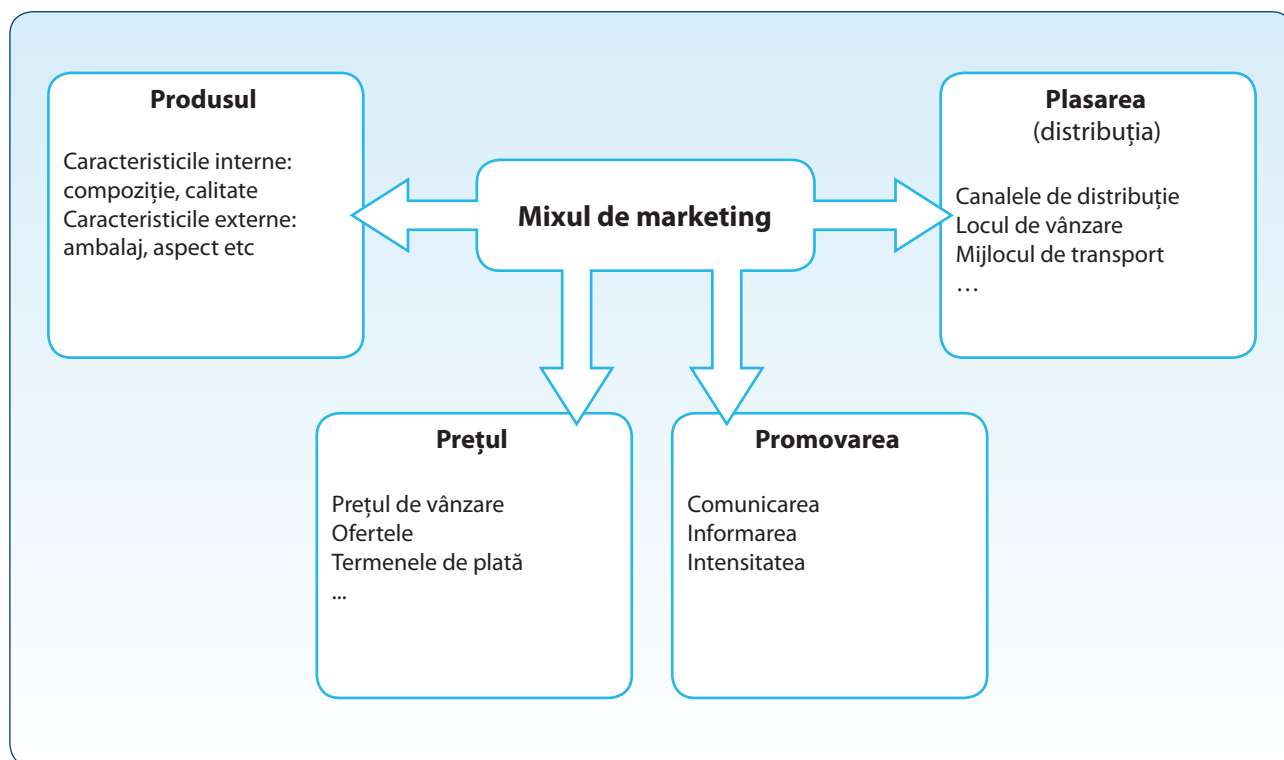 Mixul de marketing
Produsul
Caracteristicile interne:
compoziție, calitate
Caracteristicile externe:
ambalaj, aspect etc
Plasarea
(distribuția)
Canalele de distribuție
Locul de vânzare
Mijlocul de transport
…
Prețul
Prețul de vânzare
Ofertele
Termenele de plată
...
Promovarea
Comunicarea
Informarea
Intensitatea